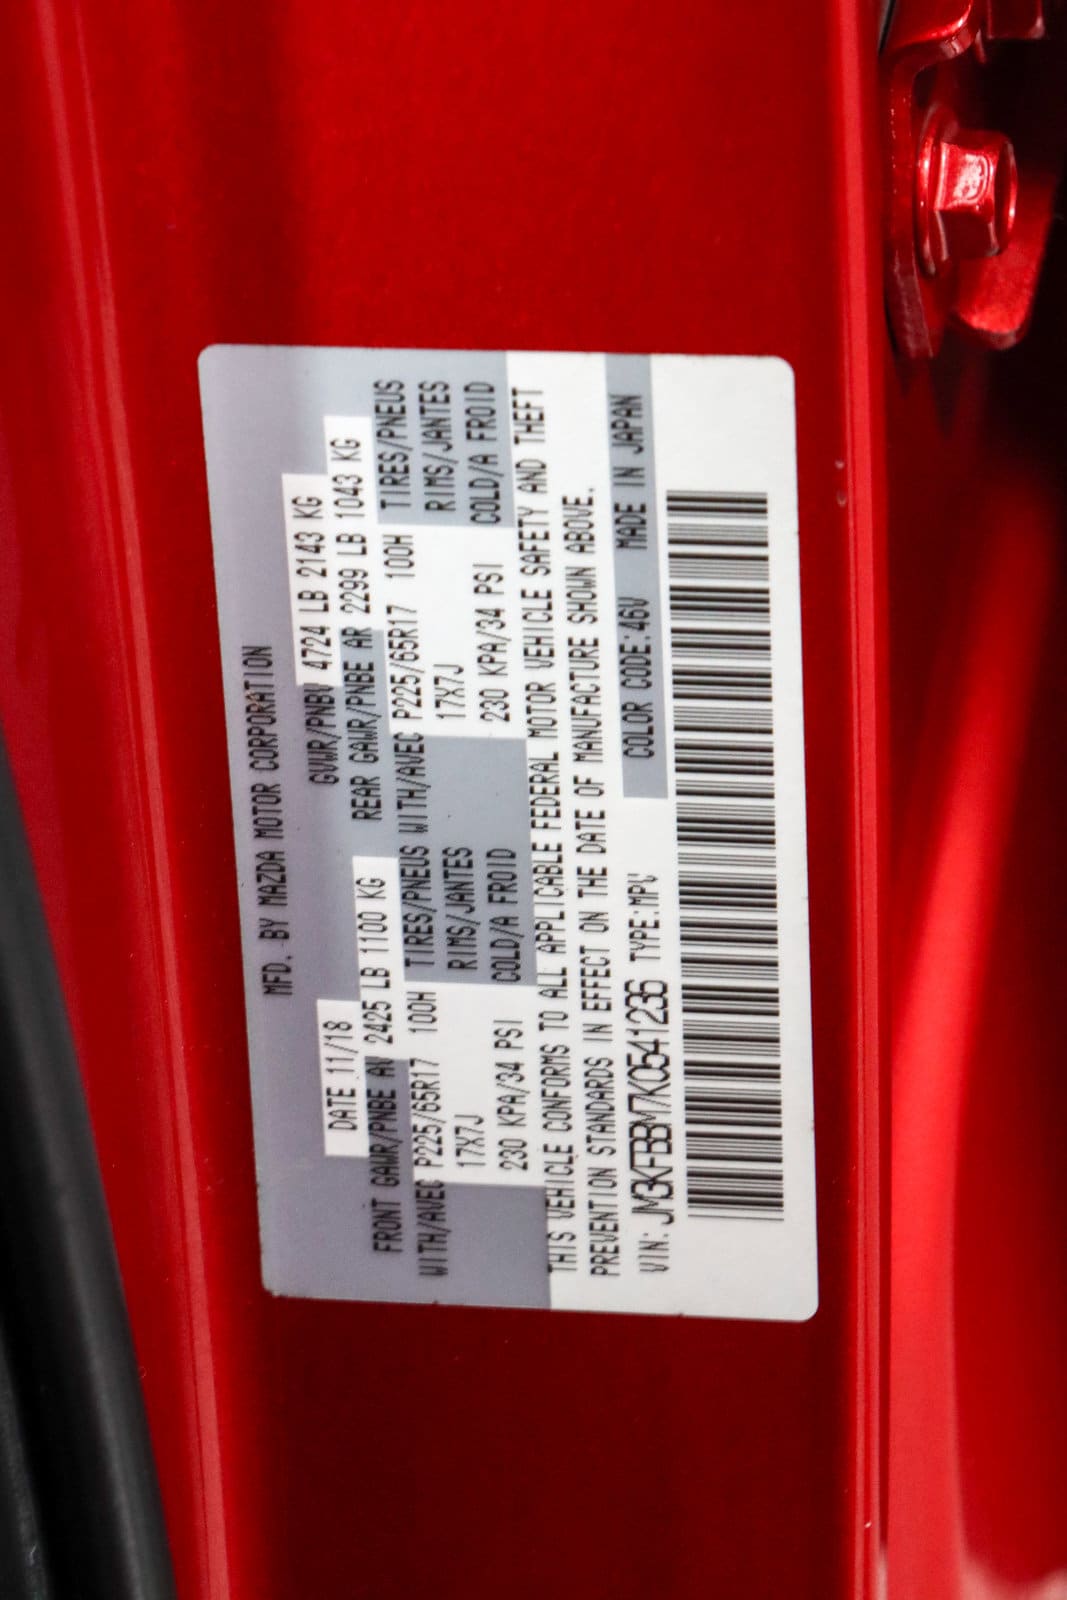 MFD. BY MAZDA MOTOR CORPORATION
DATE 11/18 GVWR/PNBV 4724 LB 2143 KG
FRONT GAWR/PNBE AV 2425 LB 1100 KG REAR GAWR/PNBE AR 2299 LB 1043 KG
WITH/AVEC P225/65R17 100H TIRES/PNEUS WITH/AVEC P225/65R17 100H TIRES/PNEUS
17X7J RIMS/JANTES 17X7J RIMS/JANTES
230 KPA/34 PSI COLD/A FROID 230 KPA/34 PSI COLD/A FROID
THIS VEHICLE CONFORMS TO ALL APPLICABLE FEDERAL MOTOR VEHICLE SAFETY AND THEFT
PREVENTION STANDARDS IN EFFECT ON THE DATE OF MANUFACTURE SHOWN ABOVE.
VIN: JM3KFBBM7K0541236 TYPE:MPV COLOR CODE:46V MADE IN JAPAN